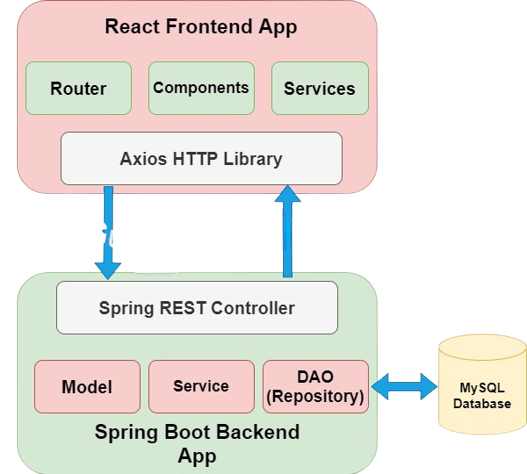 React Frontend App
Router
Components
Services
Axios HTTP Library
Spring REST Controller
Model
Service
DAO
(Repository)
MySQL
Database
Spring Boot Backend
App